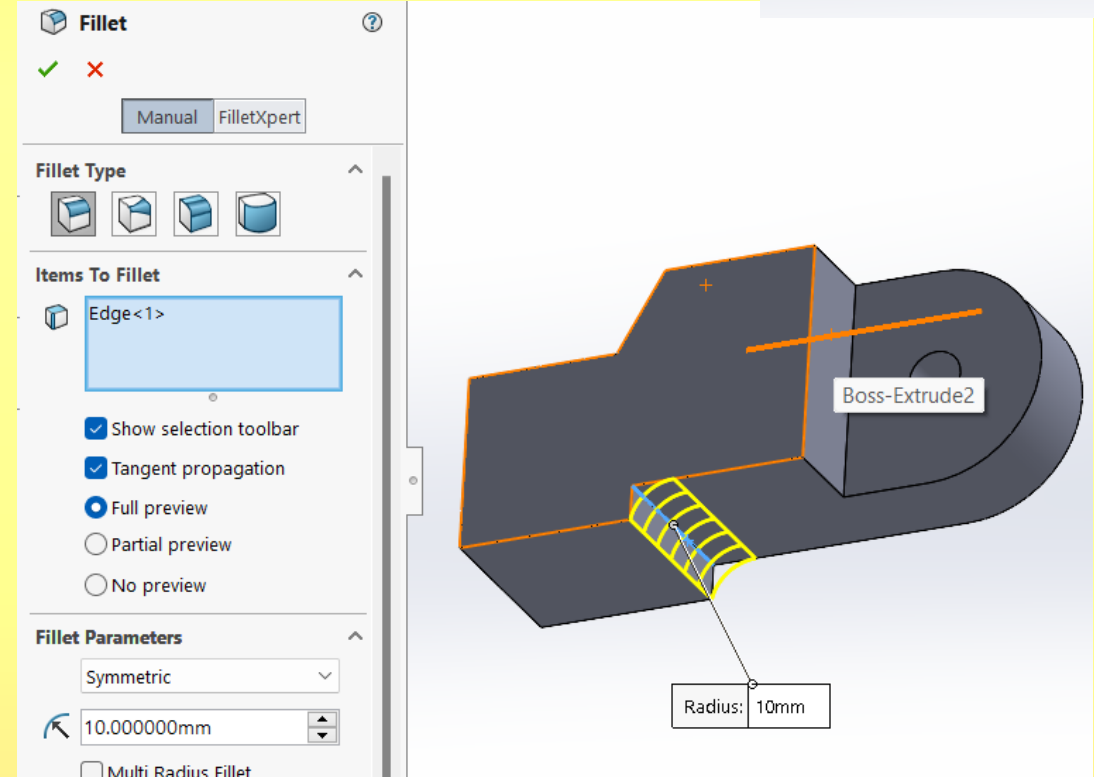 Fillet
Manual FilletXpert
Fillet Type
Items To Fillet
Edge<1>
Show selection toolbar
Tangent propagation
Full preview
Partial preview
No preview
Fillet Parameters
Symmetric
10.000000mm
Multi Radius Fillet
Boss-Extrude2
Radius: 10mm